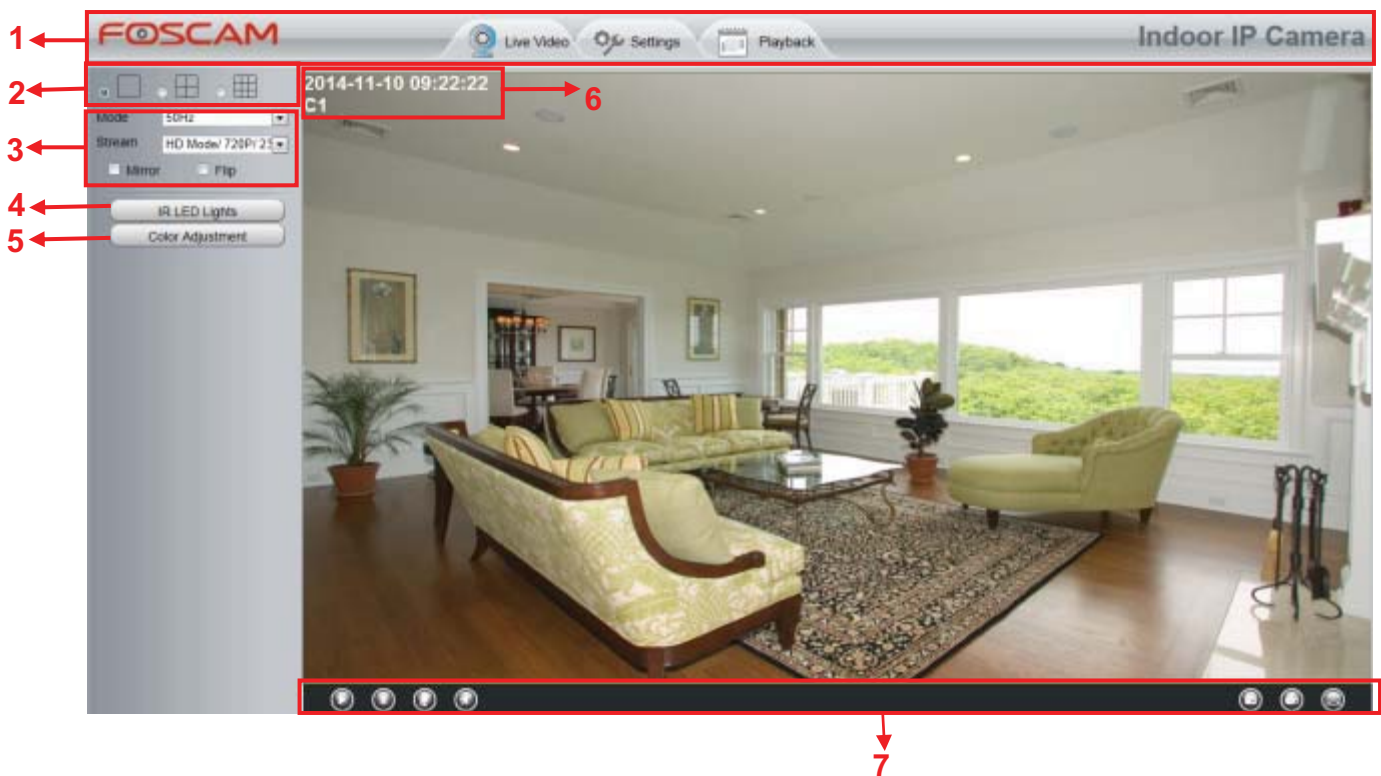 1
FOSCAM
Live Video
Settings
Playback
Indoor IP Camera
2
2014-11-10 09:22:22
C1
6
Mode
50Hz
3
Stream
HD Mode/ 720P/ 25
Mirror
Flip
4
IR LED Lights
5
Color Adjustment
7